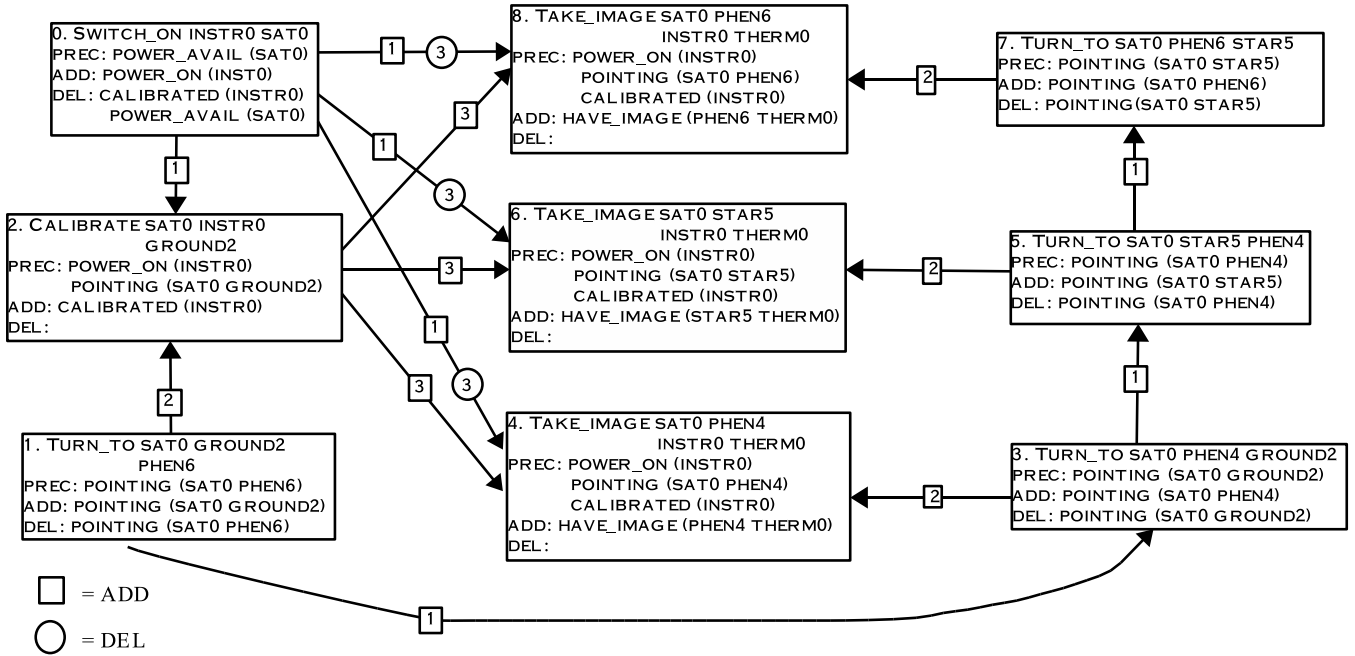 0. SWITCH_ON INSTR0 SAT0
PREC: POWER_AVAIL (SAT0)
ADD: POWER_ON (INST0)
DEL: CALIBRATED (INSTR0)
POWER_AVAIL (SAT0)
1
3
8. TAKE_IMAGE SAT0 PHEN6
INSTR0 THERM0
PREC: POWER_ON (INSTR0)
POINTING (SAT0 PHEN6)
CALIBRATED (INSTR0)
ADD: HAVE_IMAGE (PHEN6 THERM0)
DEL:
2
7. TURN_TO SAT0 PHEN6 STAR5
PREC: POINTING (SAT0 STAR5)
ADD: POINTING (SAT0 PHEN6)
DEL: POINTING(SAT0 STAR5)
3
1
1
1
3
2. CALIBRATE SAT0 INSTR0
GROUND2
PREC: POWER_ON (INSTR0)
POINTING (SAT0 GROUND2)
ADD: CALIBRATED (INSTR0)
DEL:
3
6. TAKE_IMAGE SAT0 STAR5
INSTR0 THERM0
PREC: POWER_ON (INSTR0)
POINTING (SAT0 STAR5)
CALIBRATED (INSTR0)
ADD: HAVE_IMAGE (STAR5 THERM0)
DEL:
2
5. TURN_TO SAT0 STAR5 PHEN4
PREC: POINTING (SAT0 PHEN4)
ADD: POINTING (SAT0 STAR5)
DEL: POINTING (SAT0 PHEN4)
1
3
3
2
1
1. TURN_TO SAT0 GROUND2
PHEN6
PREC: POINTING (SAT0 PHEN6)
ADD: POINTING (SAT0 GROUND2)
DEL: POINTING (SAT0 PHEN6)
4. TAKE_IMAGE SAT0 PHEN4
INSTR0 THERM0
PREC: POWER_ON (INSTR0)
POINTING (SAT0 PHEN4)
CALIBRATED (INSTR0)
ADD: HAVE_IMAGE (PHEN4 THERM0)
DEL:
2
3. TURN_TO SAT0 PHEN4 GROUND2
PREC: POINTING (SAT0 GROUND2)
ADD: POINTING (SAT0 PHEN4)
DEL: POINTING (SAT0 GROUND2)
1
= ADD
= DEL